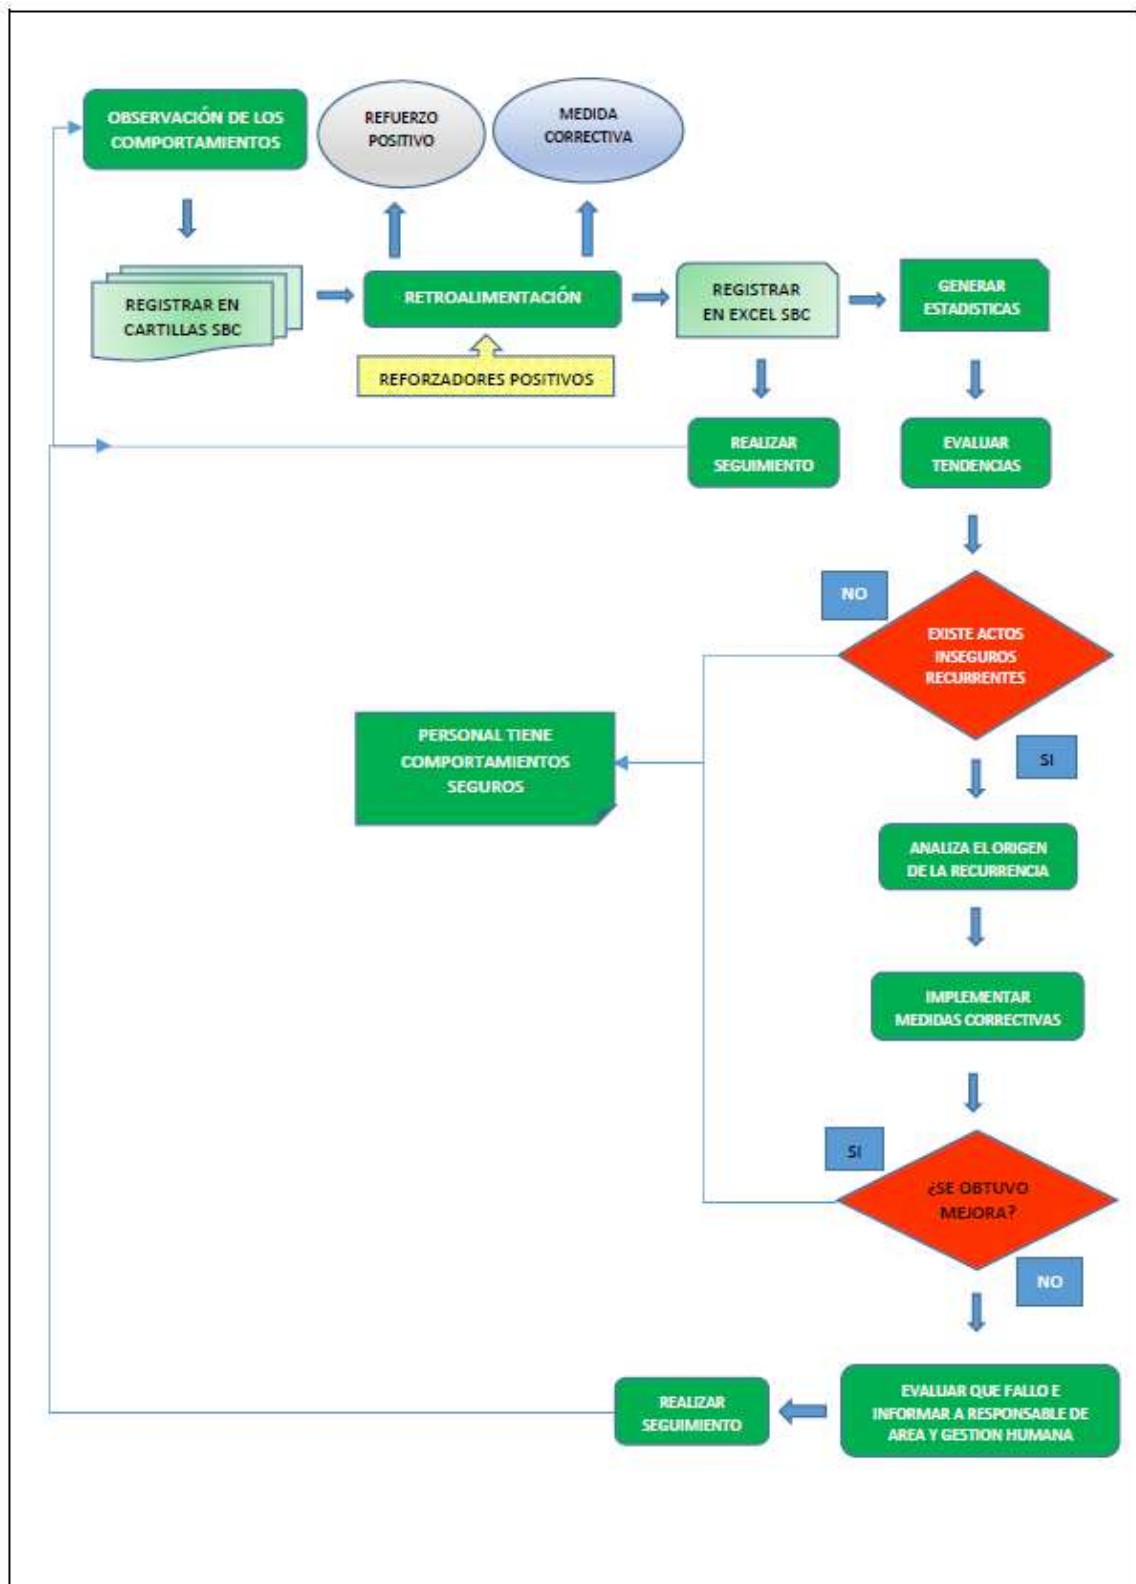 OBSERVACIÓN DE LOS
COMPORTAMIENTOS
REFUERZO
POSITIVO
MEDIDA
CORRECTIVA
REGISTRAR EN
CARTILLAS SBC
RETROALIMENTACIÓN
REGISTRAR
EN EXCEL SBC
GENERAR
ESTADISTICAS
REFORZADORES POSITIVOS
REALIZAR
SEGUIMIENTO
EVALUAR
TENDENCIAS
NO
EXISTE ACTOS
INSEGUROS
RECURRENTES
SI
PERSONAL TIENE
COMPORTAMIENTOS
SEGUROS
ANALIZA EL ORIGEN
DE LA RECURRENCIA
IMPLEMENTAR
MEDIDAS CORRECTIVAS
SI
¿SE OBTUVO
MEJORA?
NO
REALIZAR
SEGUIMIENTO
EVALUAR QUE FALLO E
INFORMAR A RESPONSABLE DE
AREA Y GESTION HUMANA